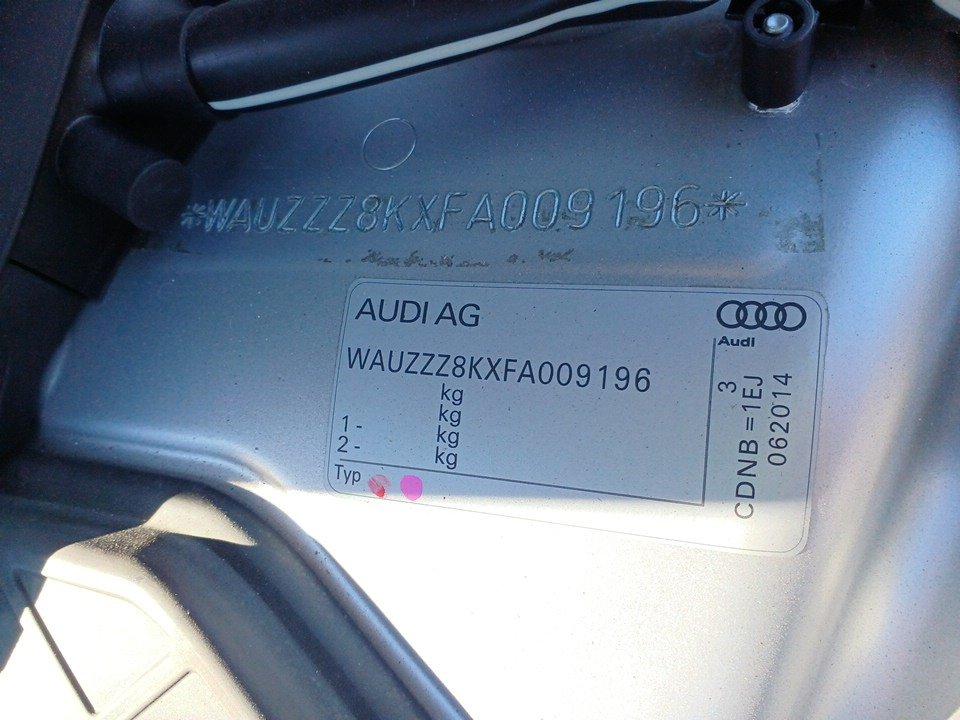 *WAUZZZ8KXFA009196*
AUDI AG
Audi
WAUZZZ8KXFA009196
kg
kg
1- kg
2- kg
Typ
3
CDNB=1EJ
062014